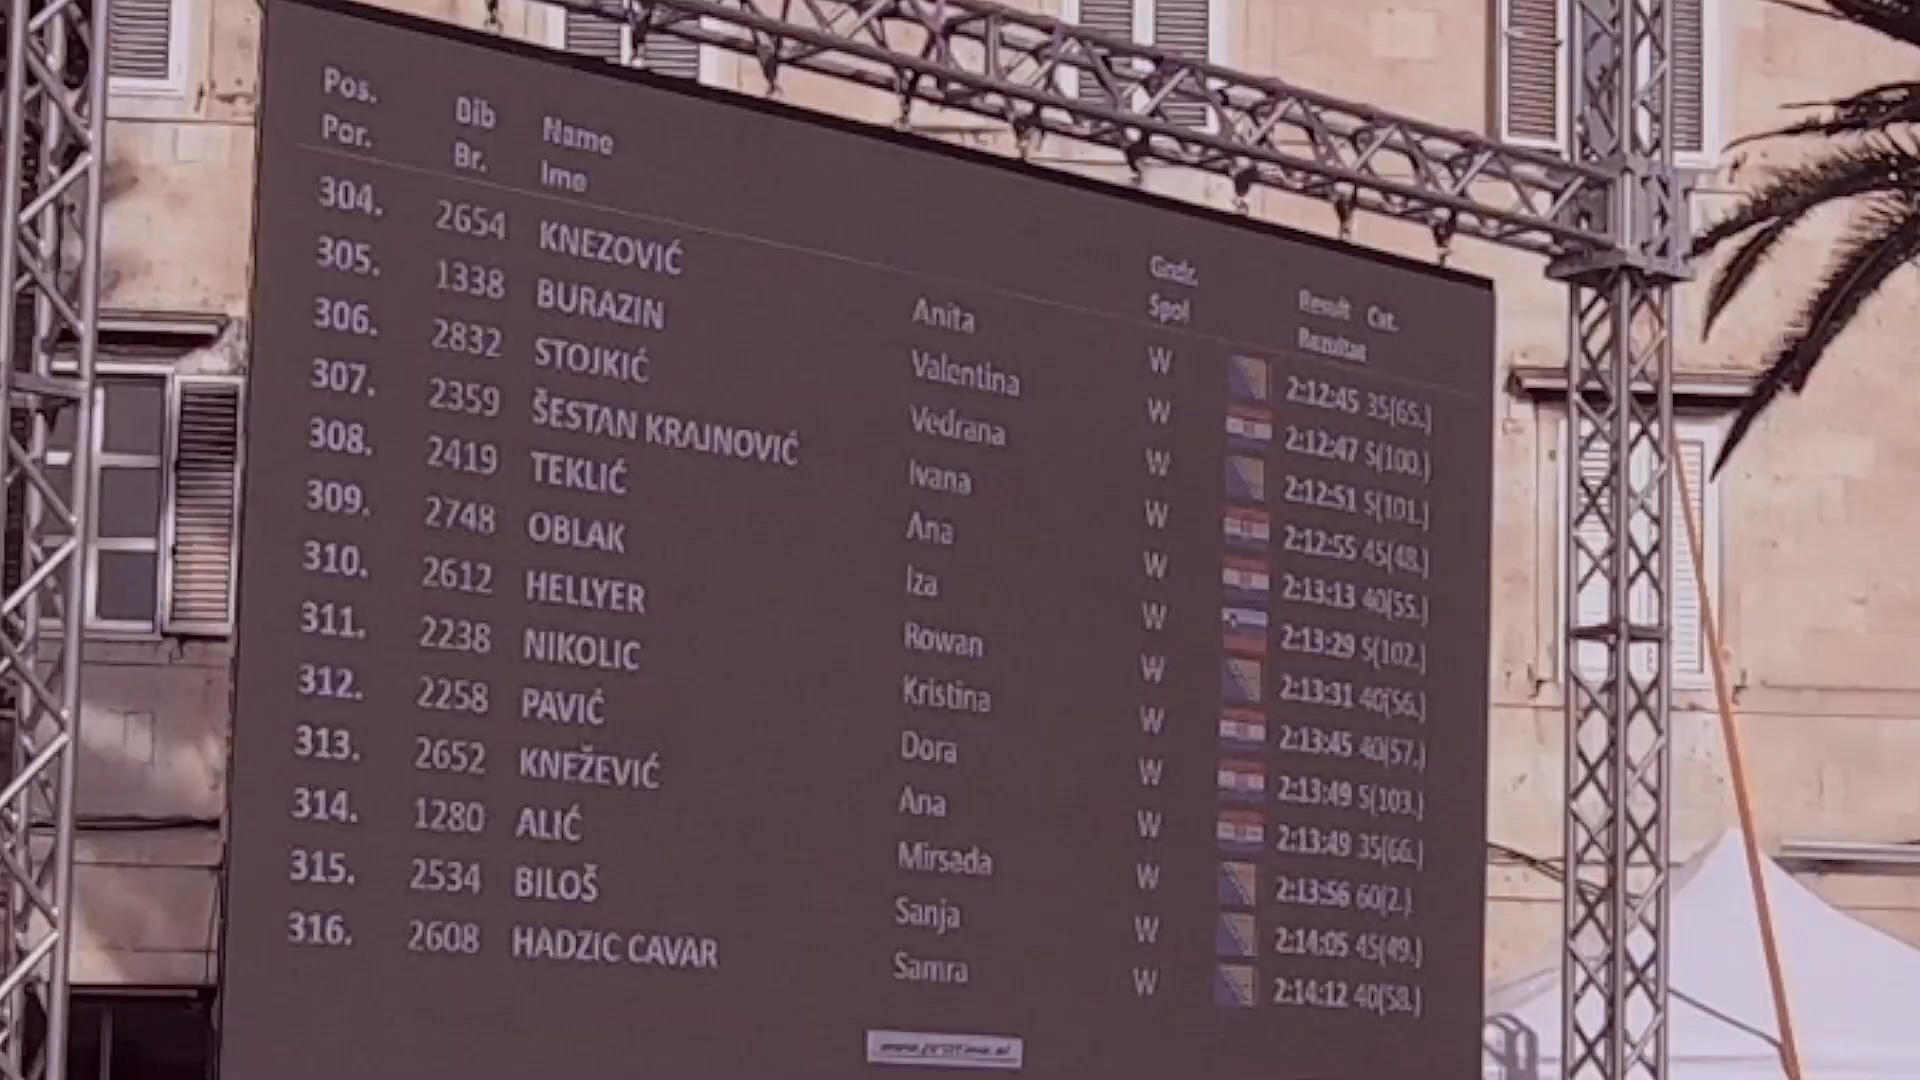 Pos. Bib Name Gndr. Result Cat.
Por. Br. Ime Spol Rezultat
304. 2654 KNEZOVIĆ Anita W 2:12:45 35(65.)
305. 1338 BURAZIN Valentina W 2:12:47 S(100.)
306. 2832 STOJKIĆ Vedrana W 2:12:51 S(101.)
307. 2359 ŠESTAN KRAJNOVIĆ Ivana W 2:12:55 45(48.)
308. 2419 TEKLIĆ Ana W 2:13:13 40(55.)
309. 2748 OBLAK Iza W 2:13:29 S(102.)
310. 2612 HELLYER Rowan W 2:13:31 40(56.)
311. 2238 NIKOLIC Kristina W 2:13:45 40(57.)
312. 2258 PAVIĆ Dora W 2:13:49 S(103.)
313. 2652 KNEŽEVIĆ Ana W 2:13:49 35(66.)
314. 1280 ALIĆ Mirsada W 2:13:56 60(2.)
315. 2534 BILOŠ Sanja W 2:14:05 45(49.)
316. 2608 HADZIC CAVAR Samra W 2:14:12 40(58.)